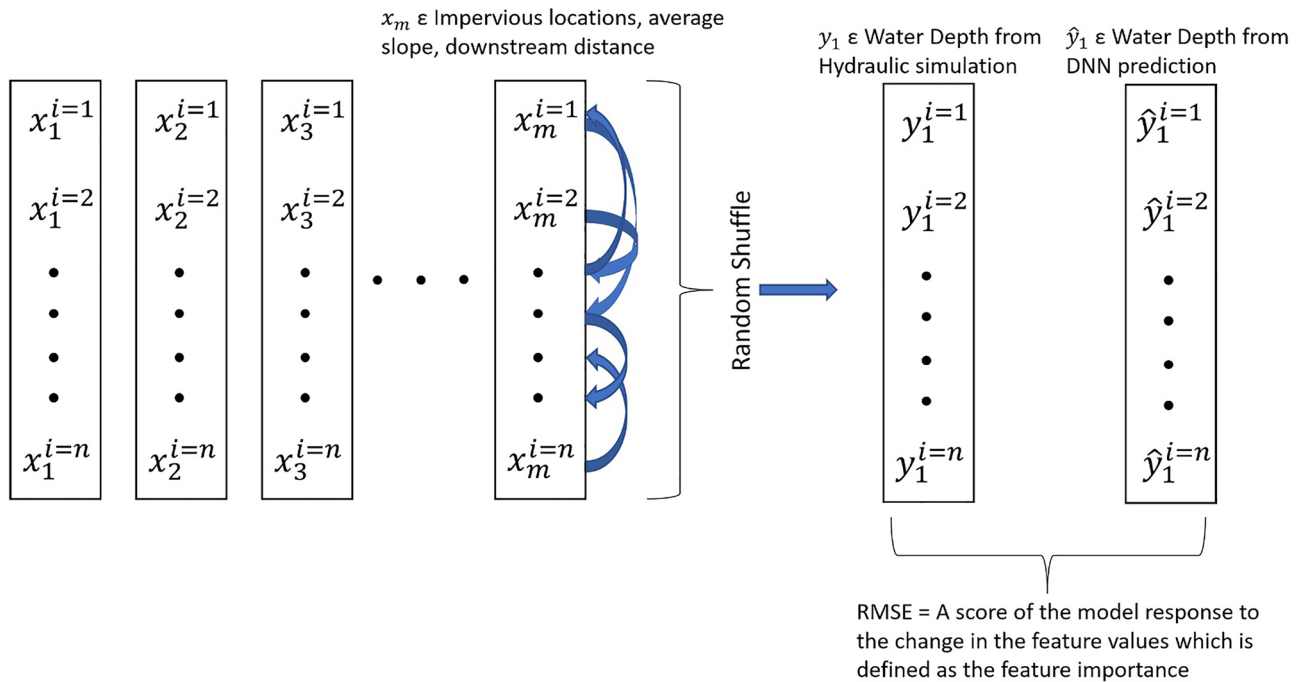 x_m ε Impervious locations, average
slope, downstream distance
y_1 ε Water Depth from
Hydraulic simulation
ŷ_1 ε Water Depth from
DNN prediction
x_1^{i=1} x_2^{i=1} x_3^{i=1} x_m^{i=1} y_1^{i=1} ŷ_1^{i=1}
x_1^{i=2} x_2^{i=2} x_3^{i=2} x_m^{i=2} y_1^{i=2} ŷ_1^{i=2}
x_1^{i=n} x_2^{i=n} x_3^{i=n} x_m^{i=n} y_1^{i=n} ŷ_1^{i=n}
Random Shuffle
RMSE = A score of the model response to
the change in the feature values which is
defined as the feature importance